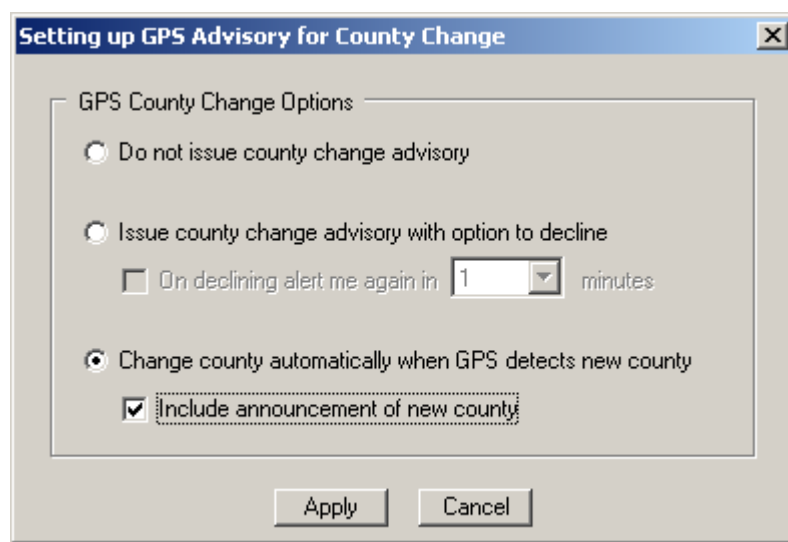 Setting up GPS Advisory for County Change
GPS County Change Options
Do not issue county change advisory
Issue county change advisory with option to decline
On declining alert me again in 1 minutes
Change county automatically when GPS detects new county
Include announcement of new county
Apply Cancel